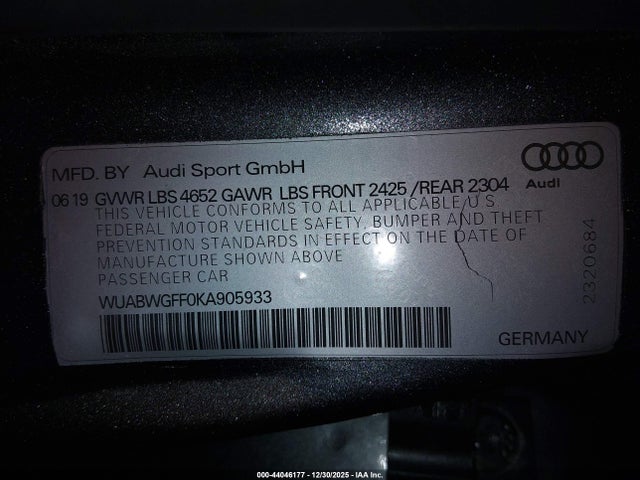 MFD. BY Audi Sport GmbH
Audi
06 19 GVWR LBS 4652 GAWR LBS FRONT 2425 /REAR 2304
THIS VEHICLE CONFORMS TO ALL APPLICABLE U S
FEDERAL MOTOR VEHICLE SAFETY, BUMPER AND THEFT
PREVENTION STANDARDS IN EFFECT ON THE DATE OF
MANUFACTURE SHOWN ABOVE
PASSENGER CAR
WUABWGFF0KA905933
2320684
GERMANY
000-44046177 - 12/30/2025 - IAA Inc.